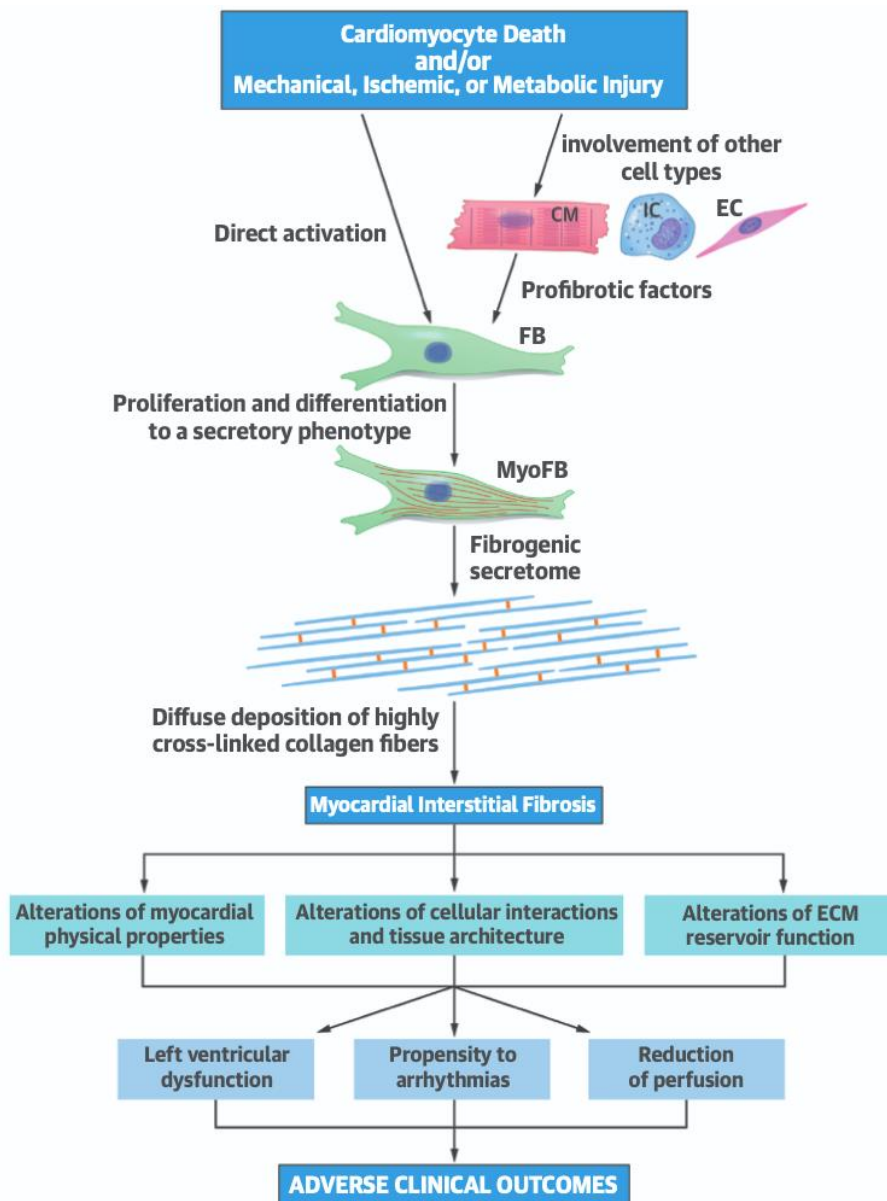 Cardiomyocyte Death
and/or
Mechanical, Ischemic, or Metabolic Injury
involvement of other
cell types
CM
IC
EC
Direct activation
Profibrotic factors
FB
Proliferation and differentiation
to a secretory phenotype
MyoFB
Fibrogenic
secretome
Diffuse deposition of highly
cross-linked collagen fibers
Myocardial Interstitial Fibrosis
Alterations of myocardial
physical properties
Alterations of cellular interactions
and tissue architecture
Alterations of ECM
reservoir function
Left ventricular
dysfunction
Propensity to
arrhythmias
Reduction
of perfusion
ADVERSE CLINICAL OUTCOMES